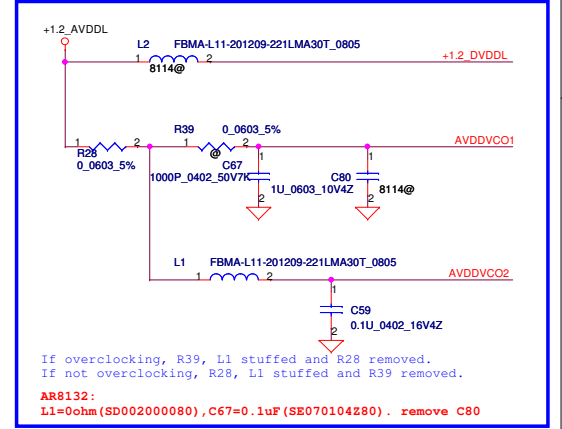 +1.2_AVDDL
L2 FBMA-L11-201209-221LMA30T_0805
1 2
8114@
+1.2_DVDDL
R39 0_0603_5%
1 2 1 2
AVDDVCO1
R28
0_0603_5%
@
C67
1000P_0402_50V7K
1
2
1U_0603_10V4Z
C80
1
2
8114@
L1 FBMA-L11-201209-221LMA30T_0805
1 2
AVDDVCO2
1
C59
2
0.1U_0402_16V4Z
If overclocking, R39, L1 stuffed and R28 removed.
If not overclocking, R28, L1 stuffed and R39 removed.
AR8132:
L1=0ohm(SD002000080),C67=0.1uF(SE070104Z80). remove C80